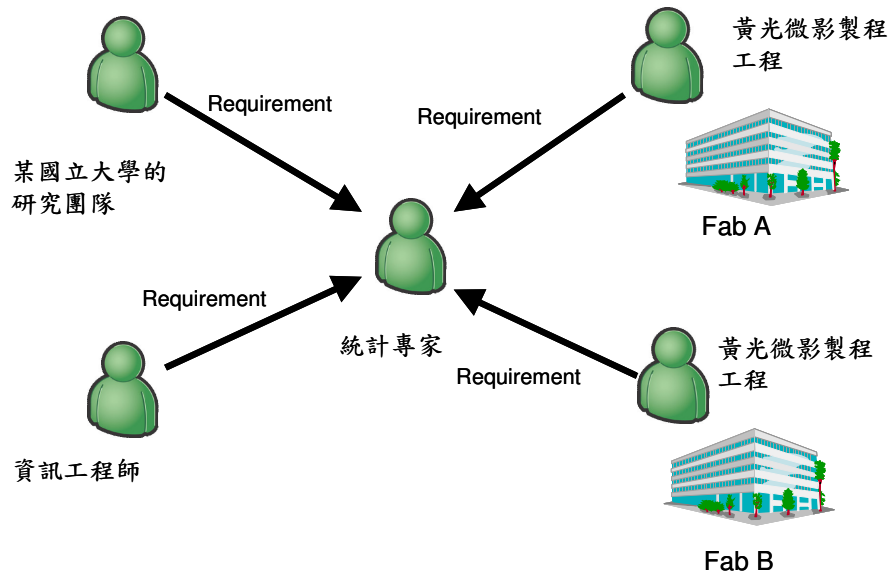 黃光微影製程
工程
Requirement
Requirement
某國立大學的
研究團隊
Fab A
Requirement
統計專家
黃光微影製程
工程
Requirement
資訊工程師
Fab B